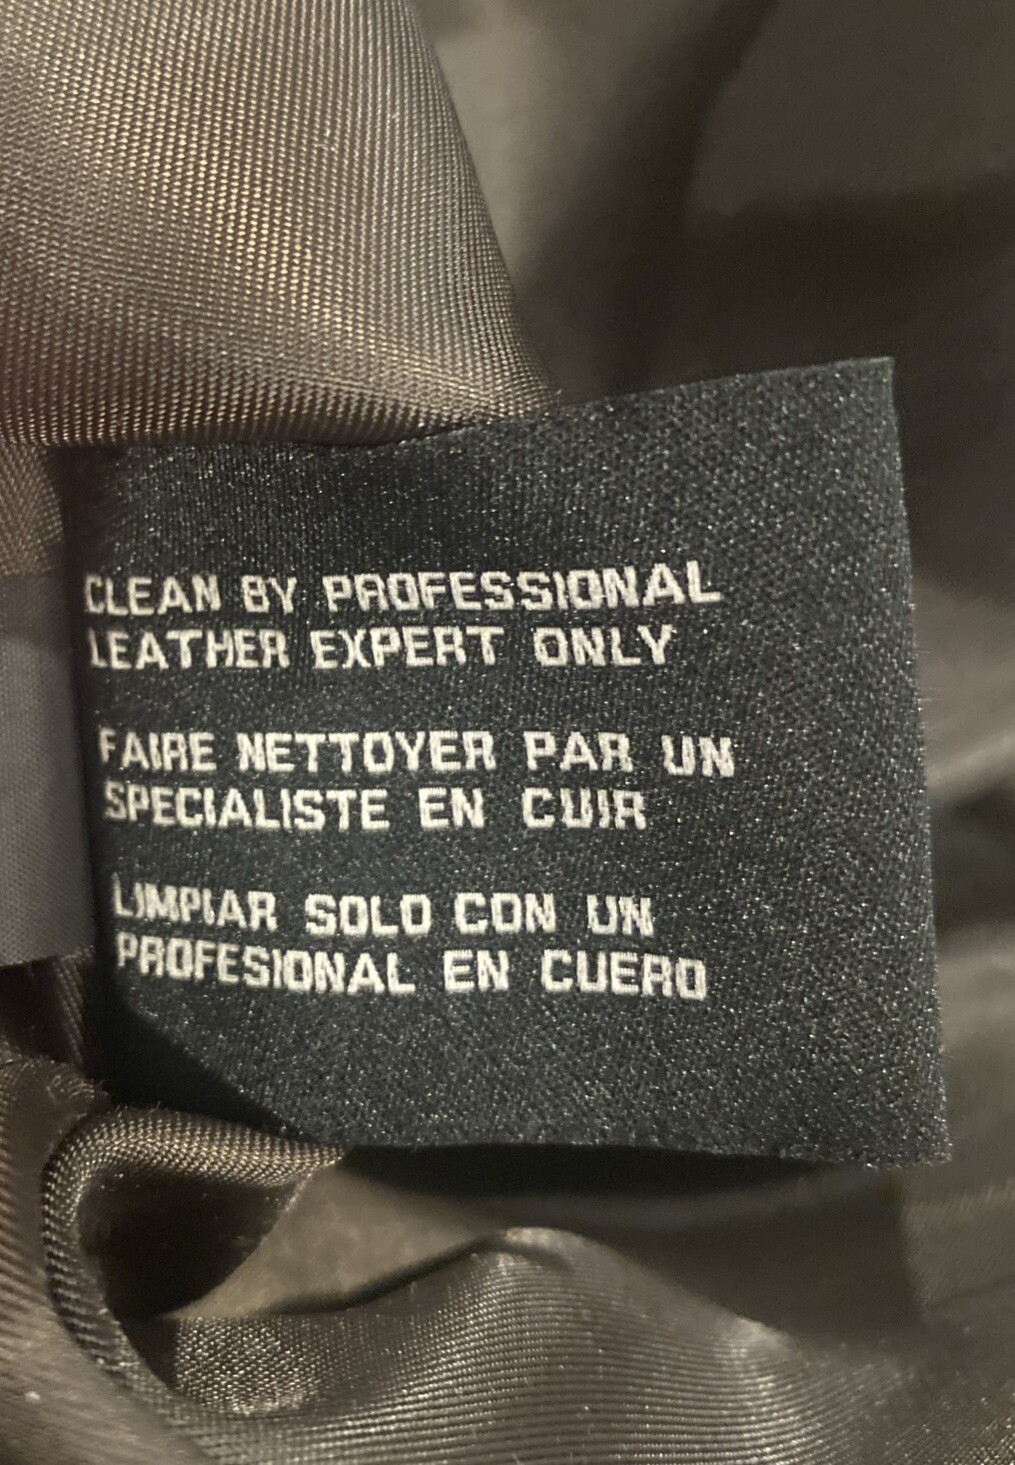 CLEAN BY PROFESSIONAL
LEATHER EXPERT ONLY
FAIRE NETTOYER PAR UN
SPECIALISTE EN CUIR
LIMPIAR SOLO CON UN
PROFESIONAL EN CUERO